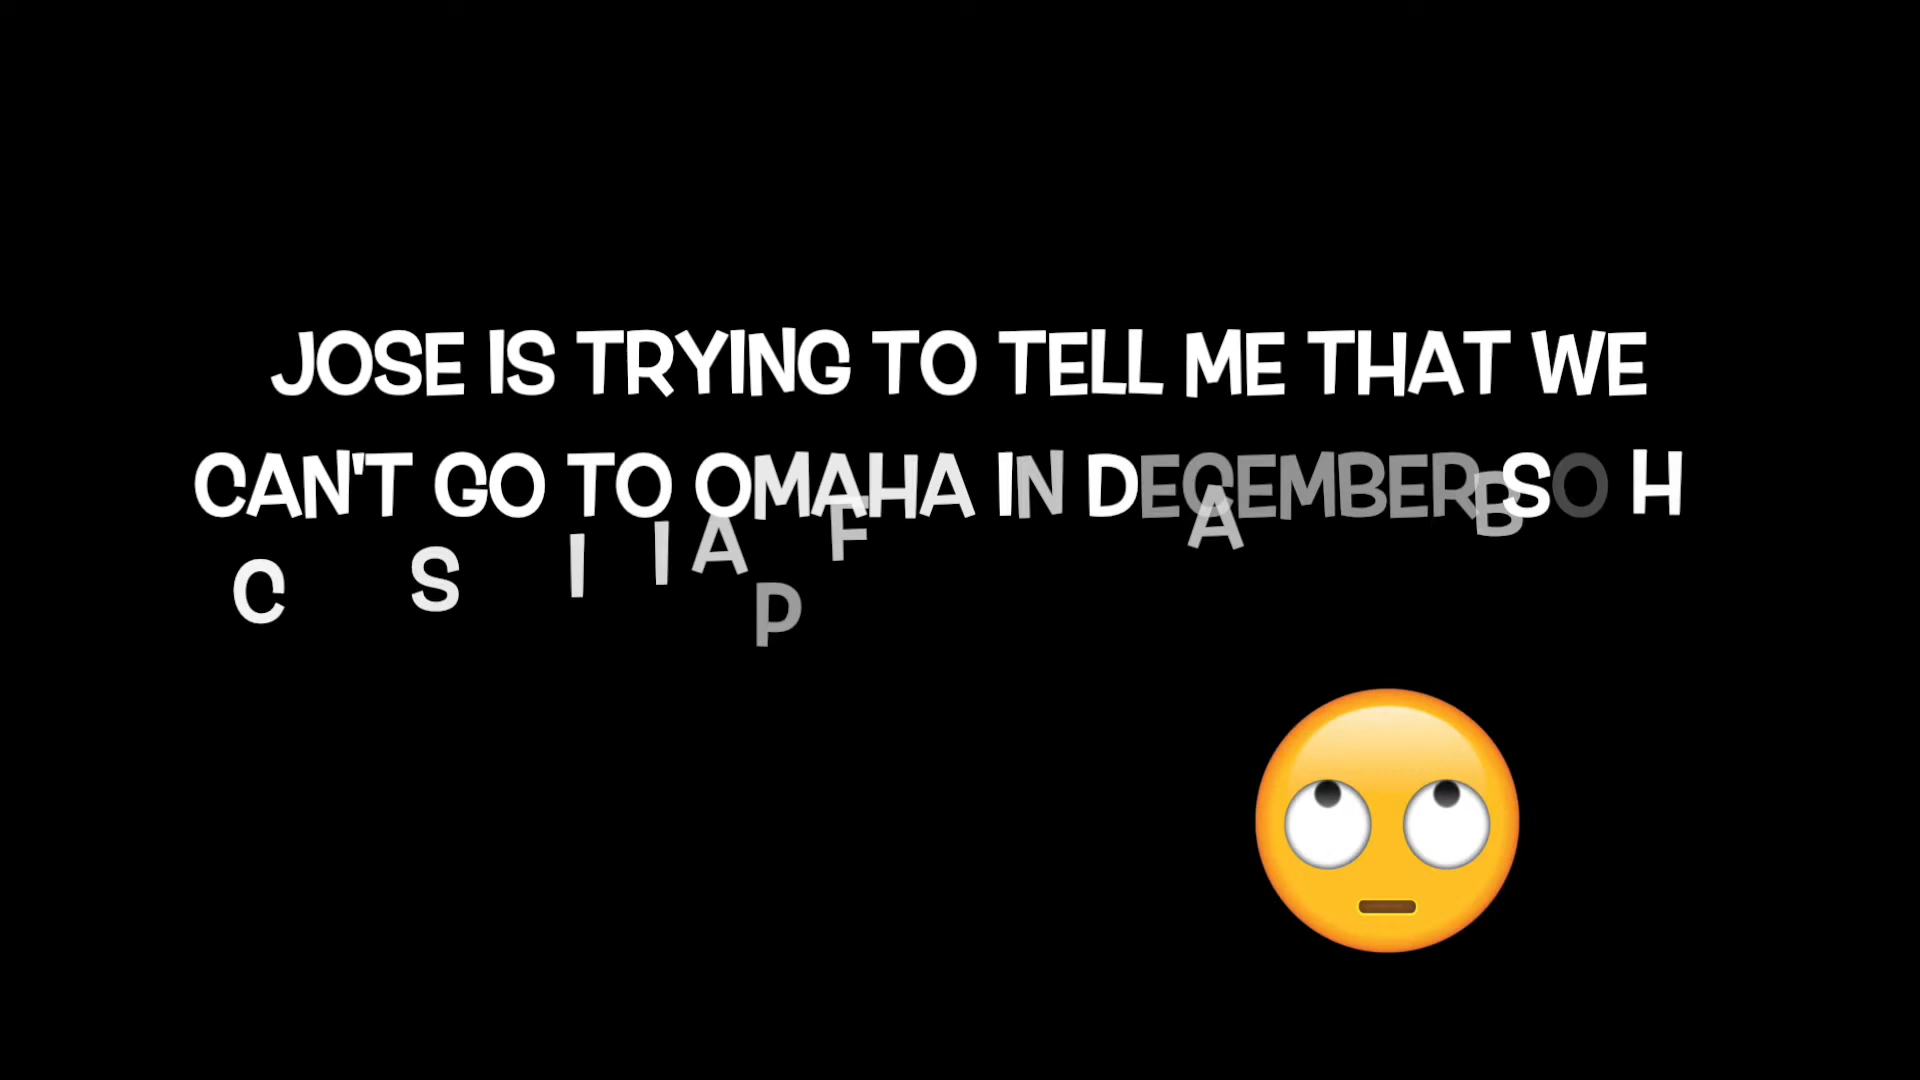 JOSE IS TRYING TO TELL ME THAT WE
CAN'T GO TO OMAHA IN DECEMBER SO H